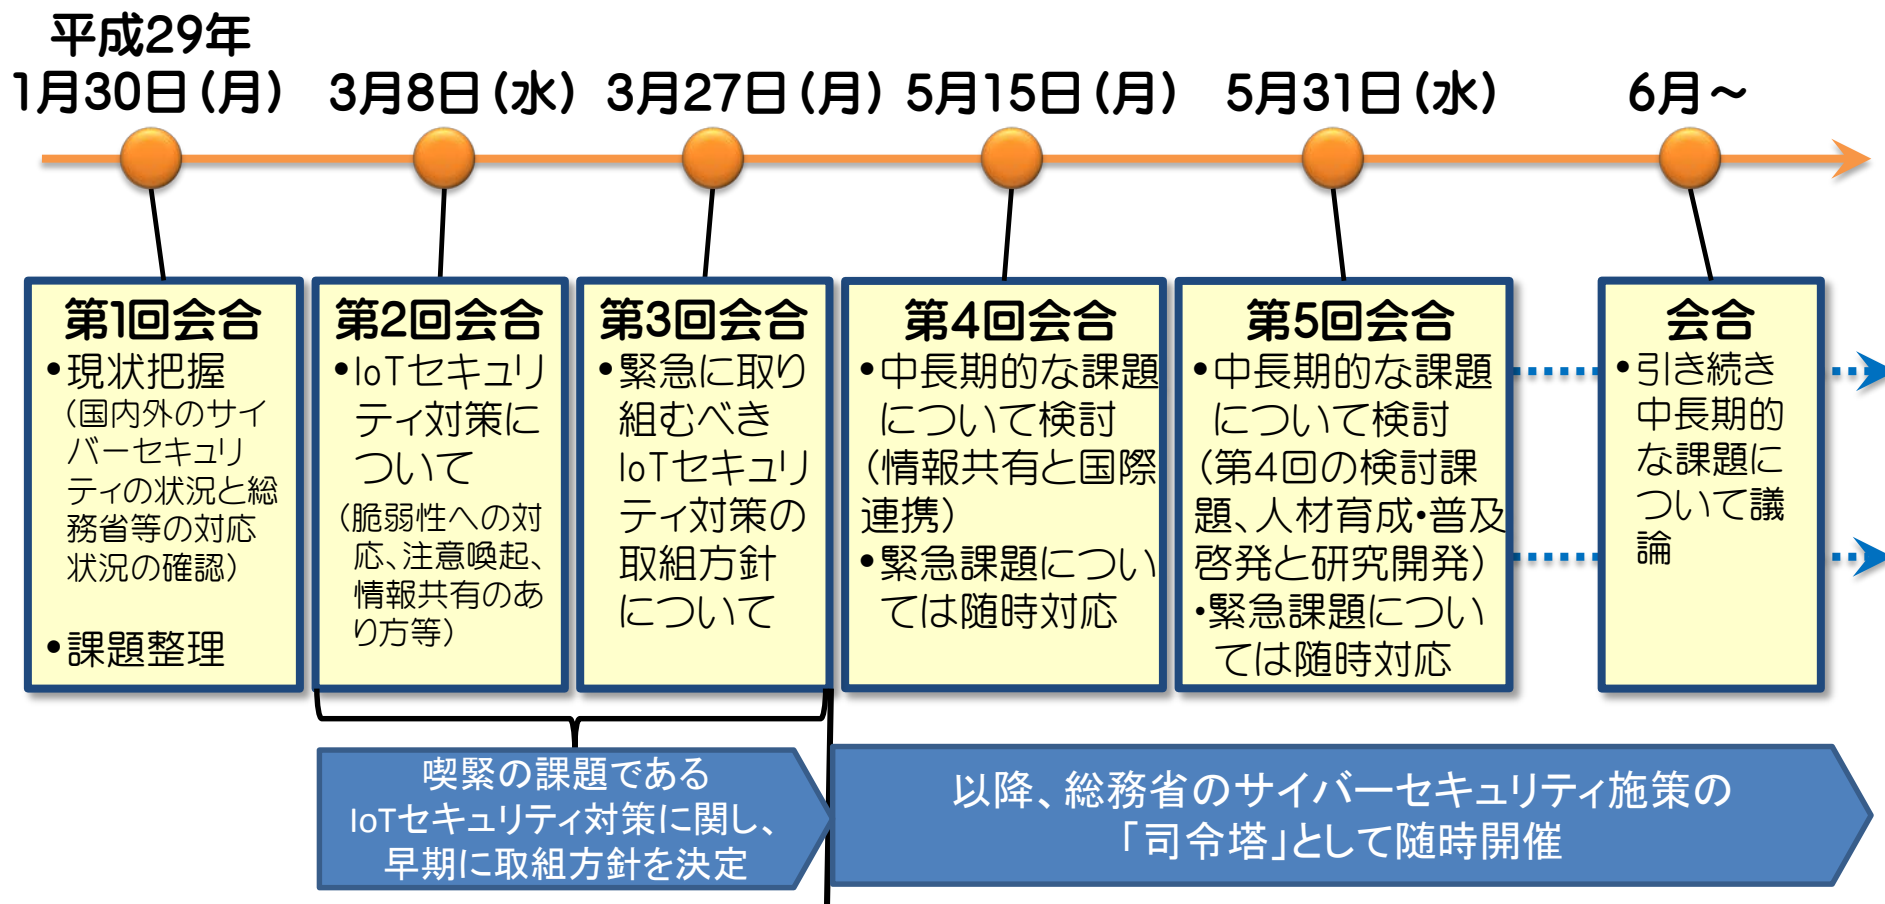 平成29年
1月30日(月)
3月8日(水)
3月27日(月)
5月15日(月)
5月31日(水)
6月～
第1回会合
•現状把握
(国内外のサイ
バーセキュリ
ティの状況と総
務省等の対応
状況の確認)
•課題整理
第2回会合
•IoTセキュリ
ティ対策に
ついて
(脆弱性への対
応、注意喚起、
情報共有のあ
り方等)
第3回会合
•緊急に取り
組むべき
IoTセキュリ
ティ対策の
取組方針
について
第4回会合
•中長期的な課題
について検討
(情報共有と国際
連携)
•緊急課題につい
ては随時対応
第5回会合
•中長期的な課題
について検討
(第4回の検討課
題、人材育成・普及
啓発と研究開発)
・緊急課題につい
ては随時対応
会合
•引き続き
中長期的
な課題に
ついて議
論
喫緊の課題である
IoTセキュリティ対策に関し、
早期に取組方針を決定
以降、総務省のサイバーセキュリティ施策の
「司令塔」として随時開催